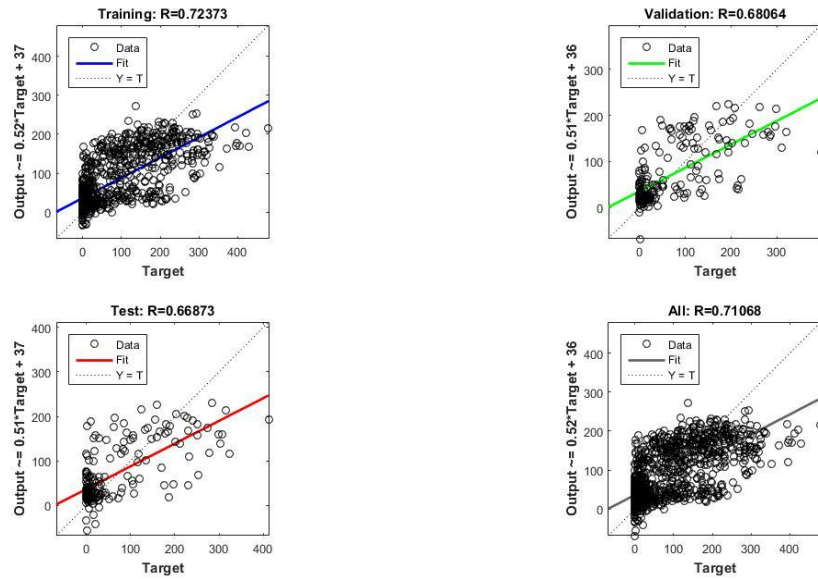 Training: R=0.72373
Output ~= 0.52*Target + 37
400
300
200
100
0
Data
Fit
Y = T
0 100 200 300 400
Target
Validation: R=0.68064
Output ~= 0.51*Target + 36
300
200
100
0
Data
Fit
Y = T
0 100 200 300
Target
Test: R=0.66873
Output ~= 0.51*Target + 37
400
300
200
100
0
Data
Fit
Y = T
0 100 200 300 400
Target
All: R=0.71068
Output ~= 0.52*Target + 36
400
300
200
100
0
Data
Fit
Y = T
0 100 200 300 400
Target